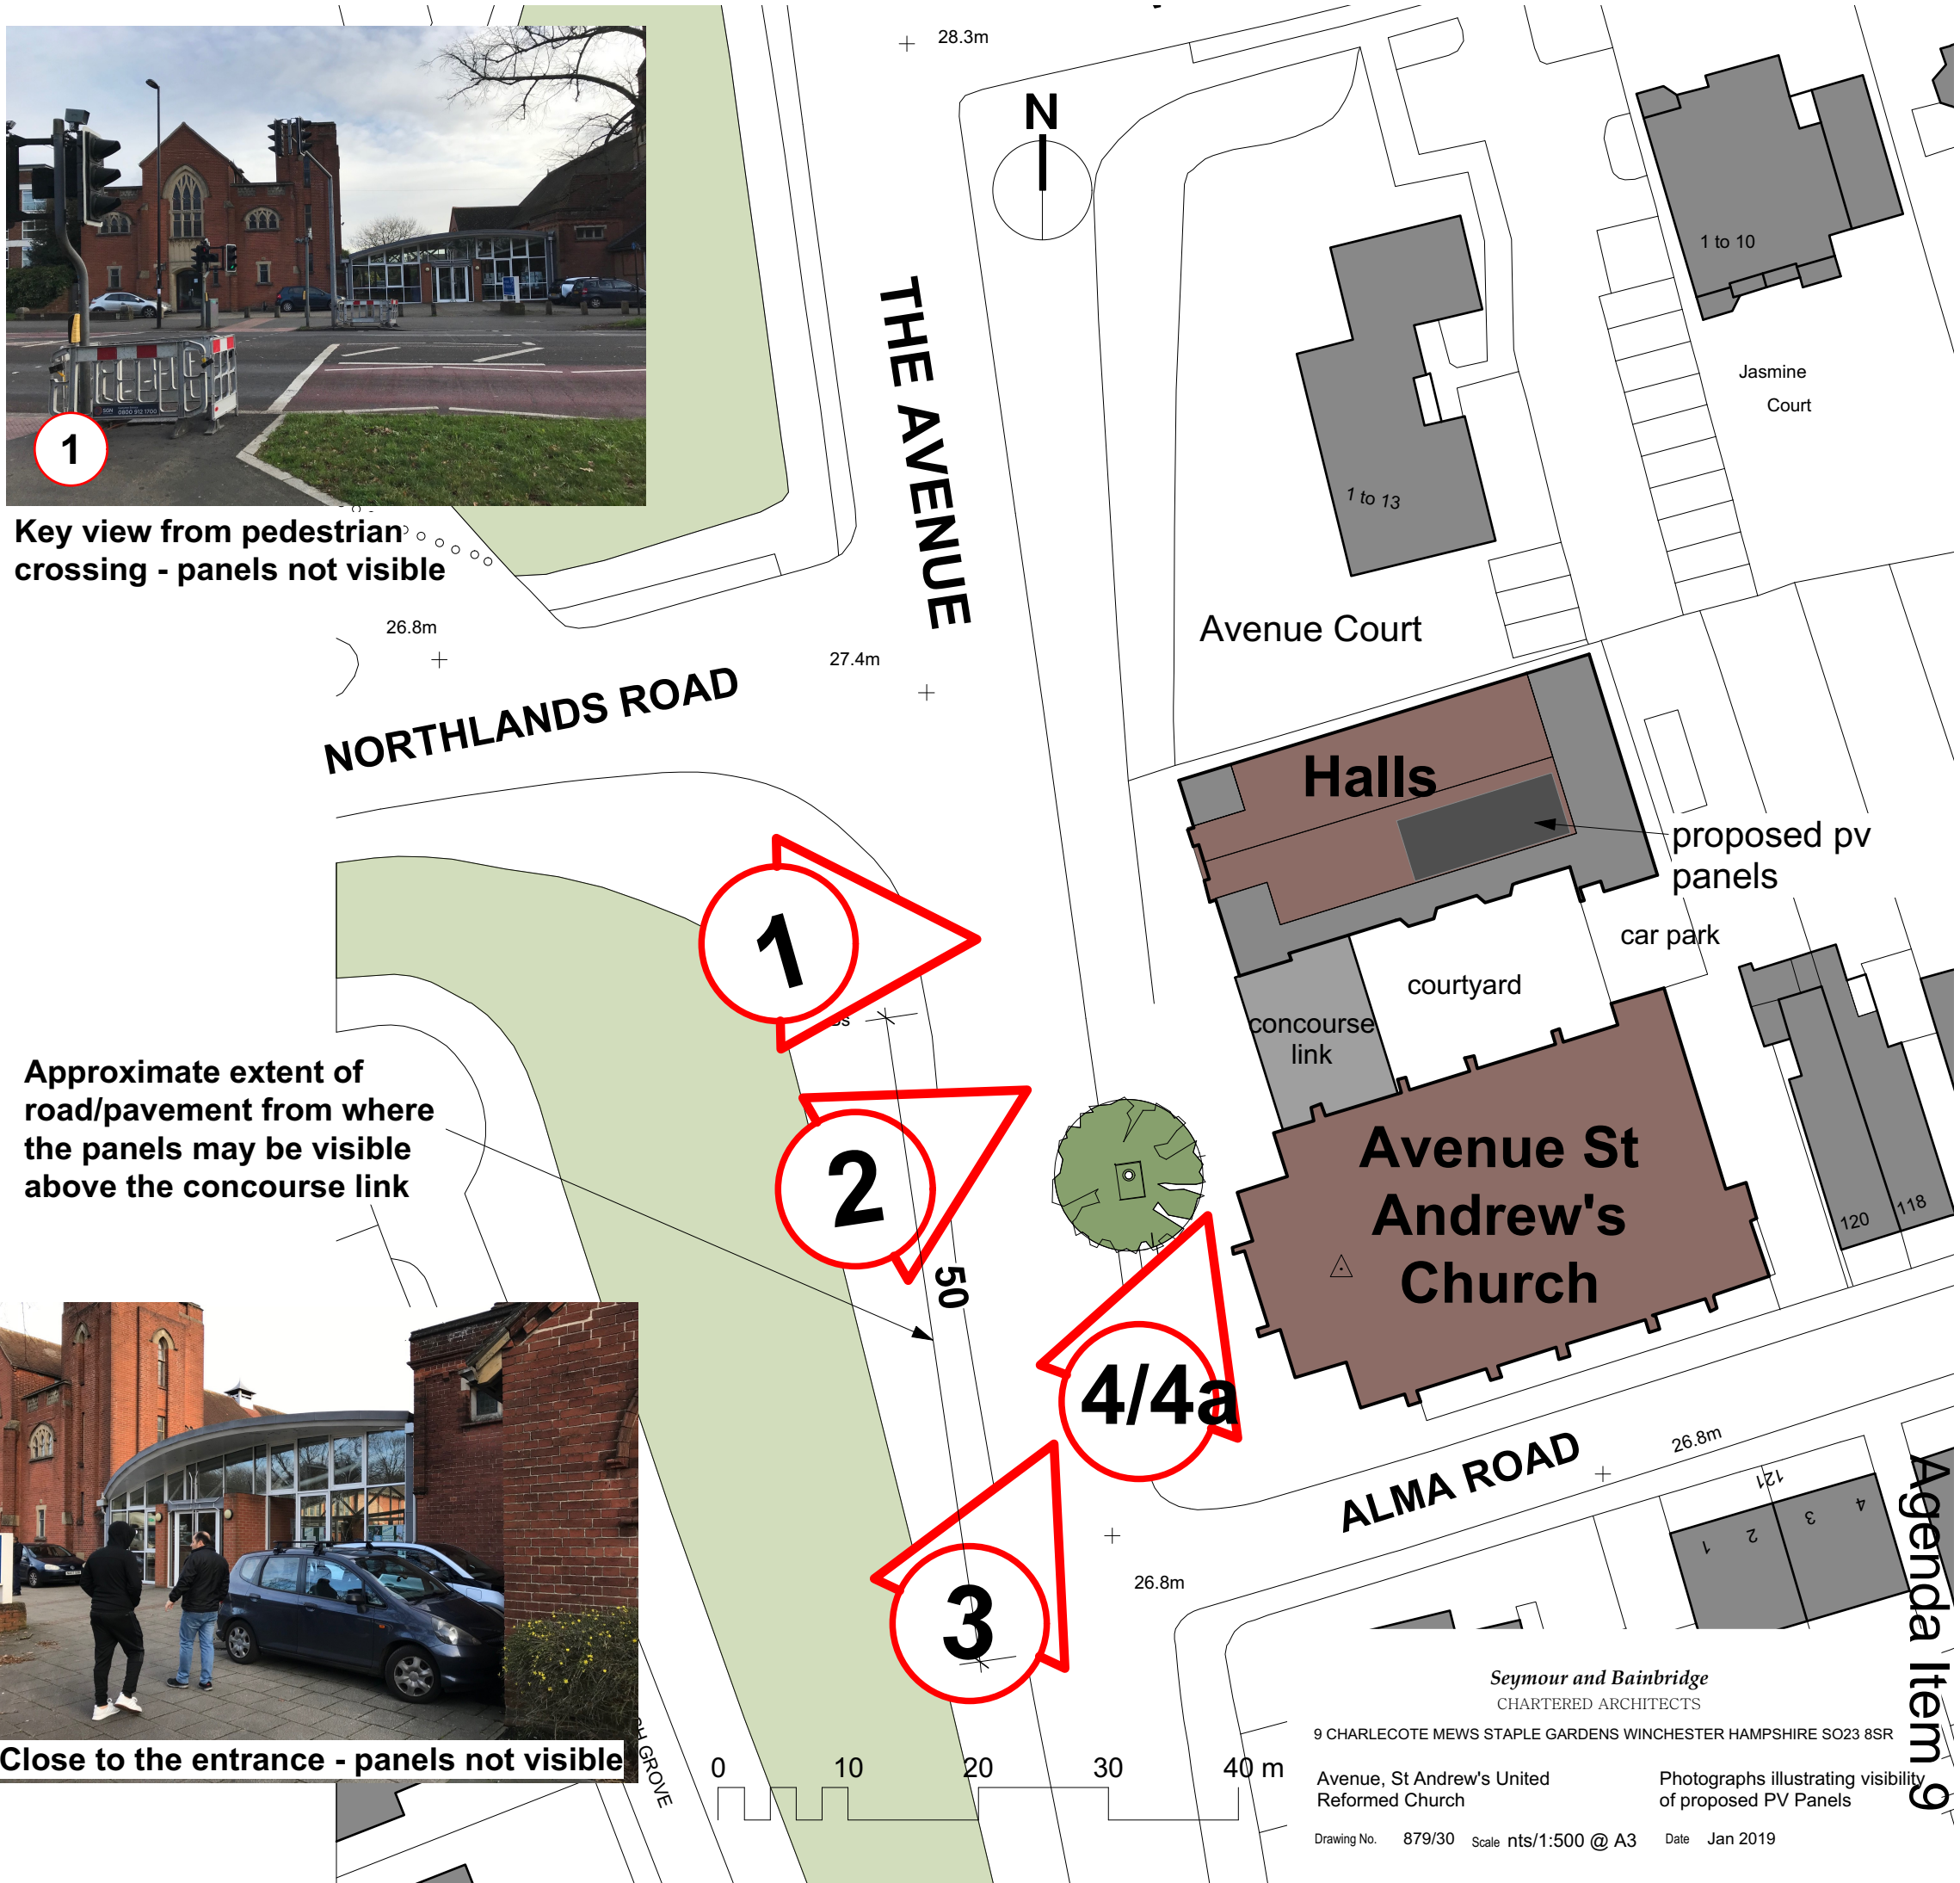 28.3m
N
1 to 10
Jasmine
Court
THE AVENUE
1 to 13
1
Key view from pedestrian
crossing - panels not visible
26.8m
27.4m
Avenue Court
NORTHLANDS ROAD
Halls
proposed pv
panels
car park
courtyard
1
concourse
link
Approximate extent of
road/pavement from where
the panels may be visible
above the concourse link
2
50
Avenue St
Andrew's
Church
120
118
4/4a
ALMA ROAD
26.8m
121
1
2
3
4
3
26.8m
Agenda Item 9
Close to the entrance - panels not visible
GROVE
0 10 20 30 40 m
Seymour and Bainbridge
CHARTERED ARCHITECTS
9 CHARLECOTE MEWS STAPLE GARDENS WINCHESTER HAMPSHIRE SO23 8SR
Avenue, St Andrew's United
Reformed Church
Photographs illustrating visibility
of proposed PV Panels
Drawing No. 879/30 Scale nts/1:500 @ A3 Date Jan 2019